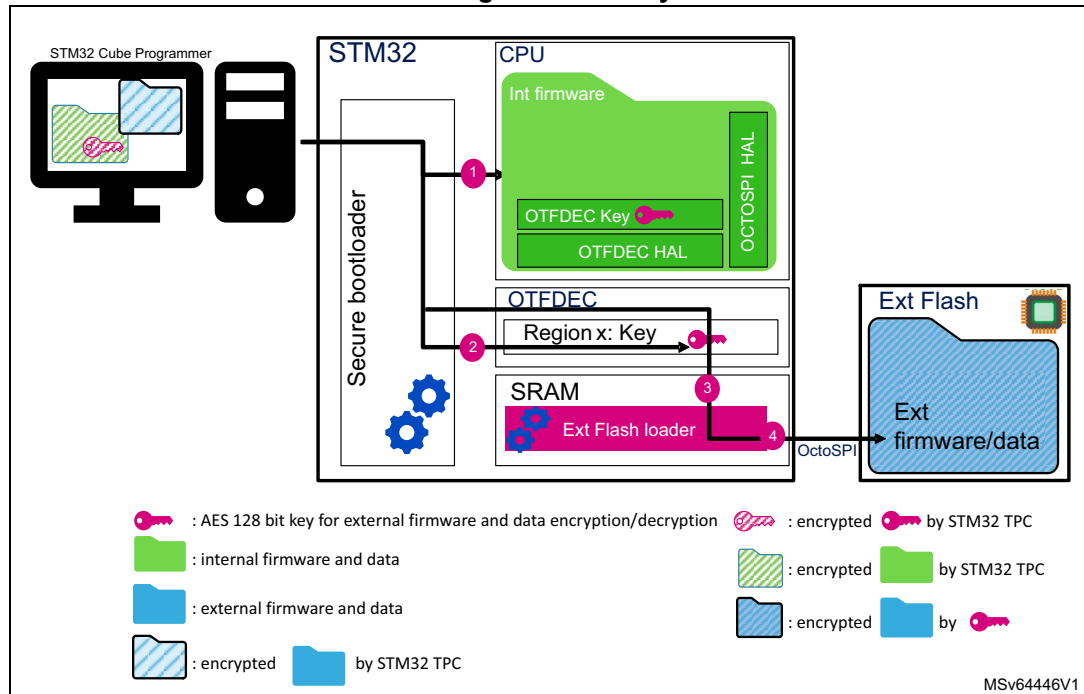 STM32 Cube Programmer
STM32
CPU
Int firmware
OCTOSPI HAL
OTFDEC Key
OTFDEC HAL
Secure bootloader
1
OTFDEC
Region x: Key
2
3
SRAM
Ext Flash loader
4
OctoSPI
Ext Flash
Ext
firmware/data
: AES 128 bit key for external firmware and data encryption/decryption
: internal firmware and data
: external firmware and data
: encrypted by STM32 TPC
: encrypted by STM32 TPC
: encrypted by STM32 TPC
: encrypted by
MSv64446V1